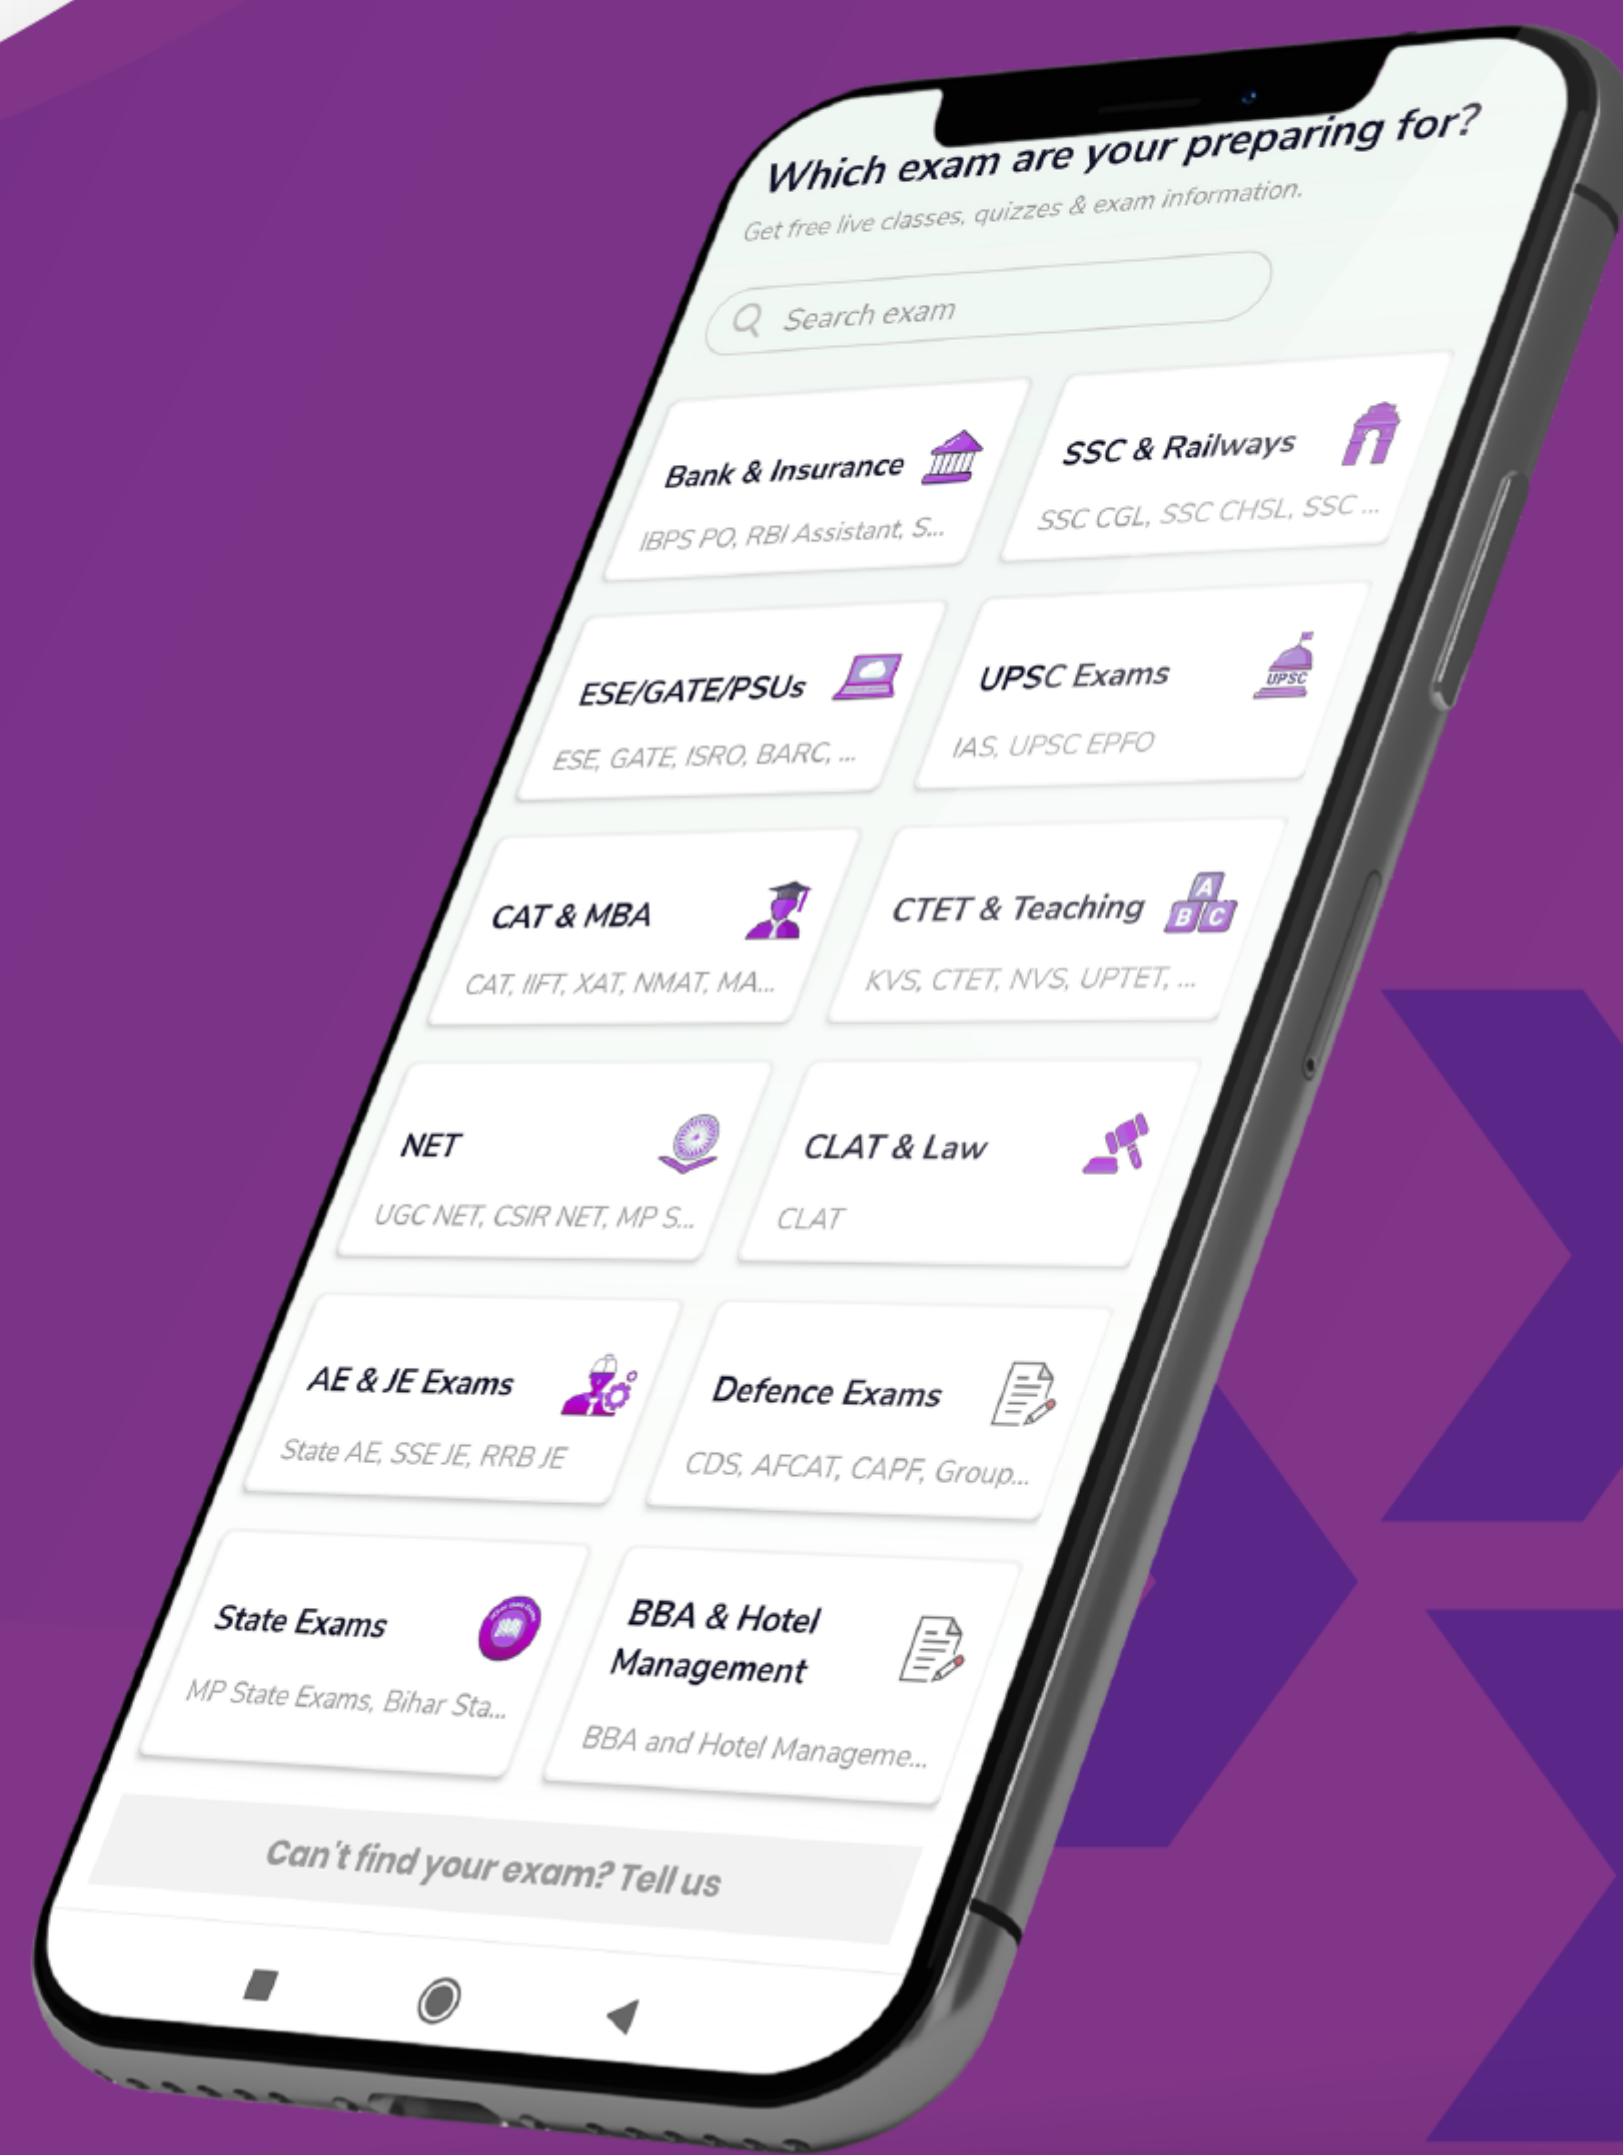 Which exam are your preparing for?
Get free live classes, quizzes & exam information.
Search exam
Bank & Insurance
IBPS PO, RBI Assistant, S...
SSC & Railways
SSC CGL, SSC CHSL, SSC ...
ESE/GATE/PSUs
ESE, GATE, ISRO, BARC, ...
UPSC Exams
UPSC
IAS, UPSC EPFO
CAT & MBA
CAT, IIFT, XAT, NMAT, MA...
CTET & Teaching
A
B C
KVS, CTET, NVS, UPTET, ...
NET
UGC NET, CSIR NET, MP S...
CLAT & Law
CLAT
AE & JE Exams
State AE, SSE JE, RRB JE
Defence Exams
CDS, AFCAT, CAPF, Group...
State Exams
MP State Exams, Bihar Sta...
BBA & Hotel
Management
BBA and Hotel Manageme...
Can't find your exam? Tell us